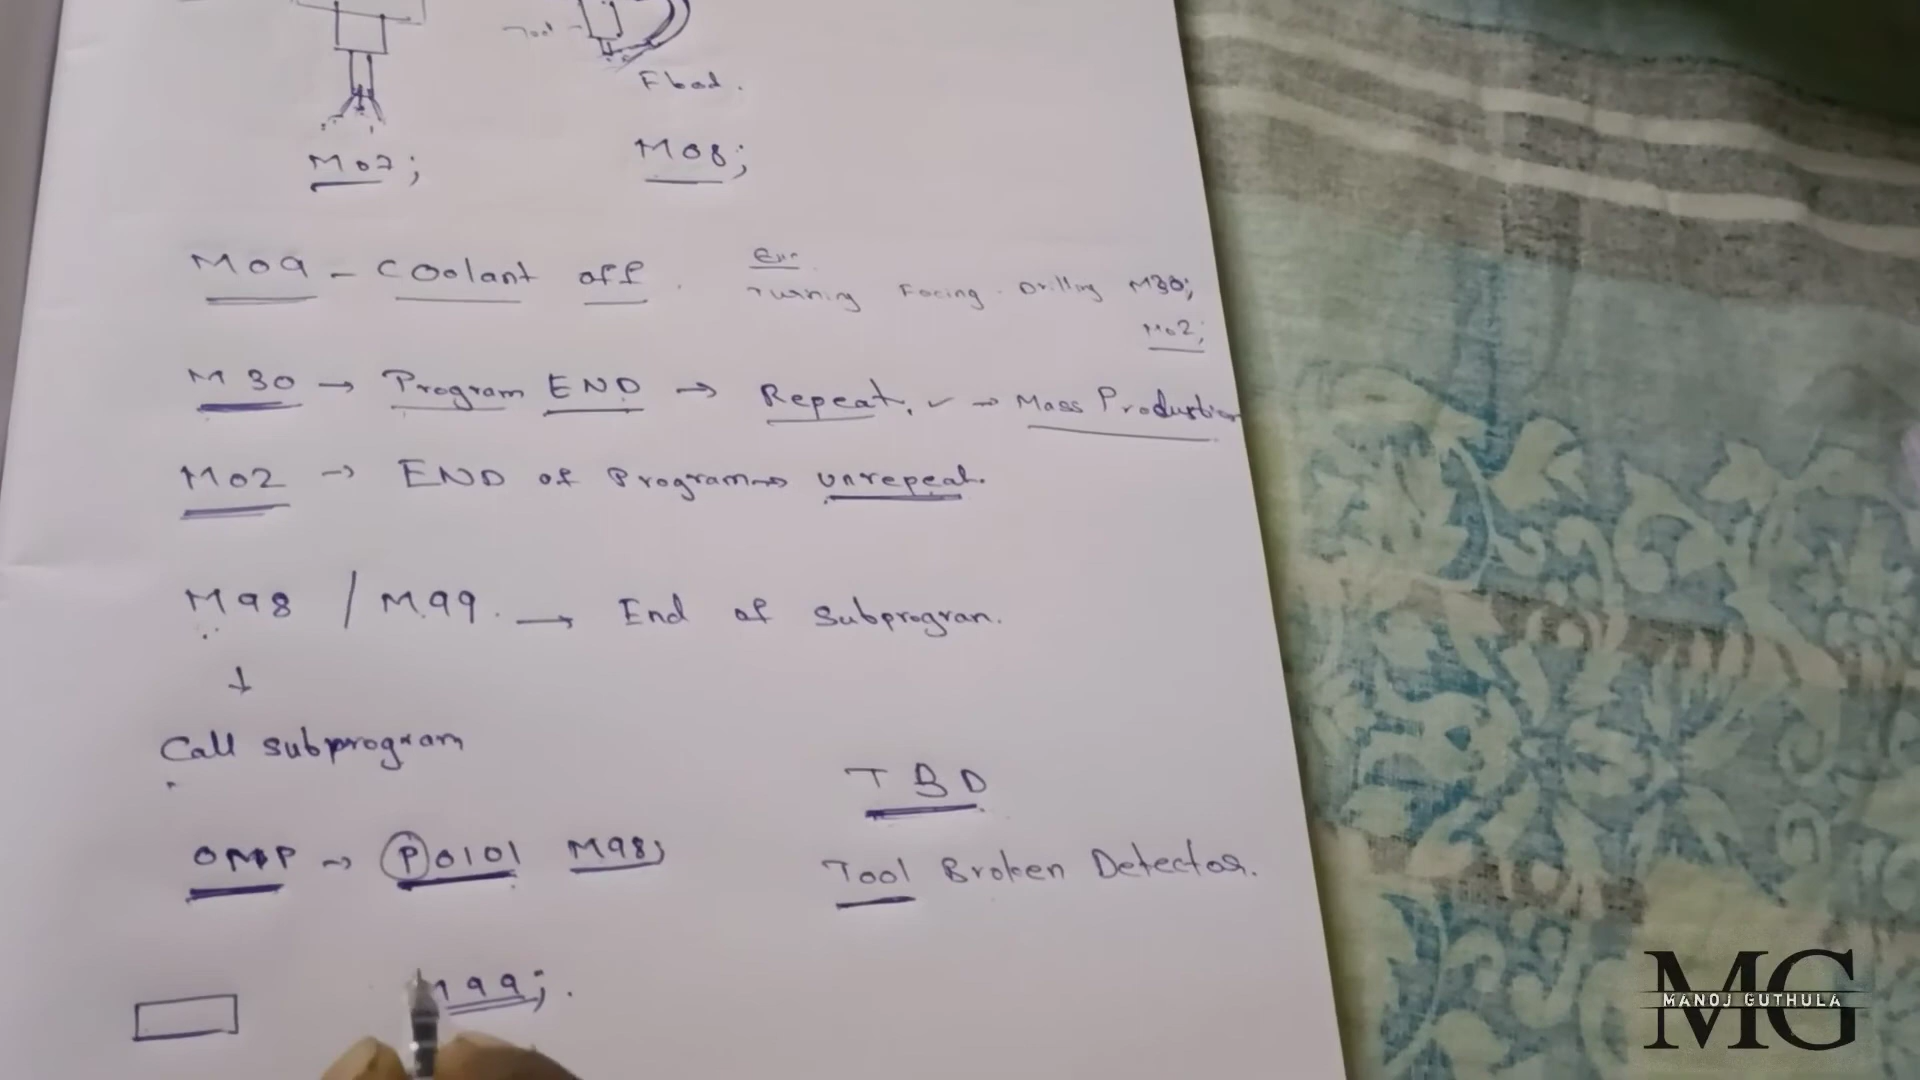 Tool
Flood.
M07; M08;
M09 - Coolant off.
Ex:
Turning Facing. Drilling M30;
M02;
M30 → Program END → Repeat. ✓ → Mass Production
M02 → END of Program → unrepeat.
M98 / M99. → End of Subprogram.
↓
Call subprogram
TBD
OMP → P0101 M98;
Tool Broken Detector.
M99;.
MG
MANOJ GUTHULA